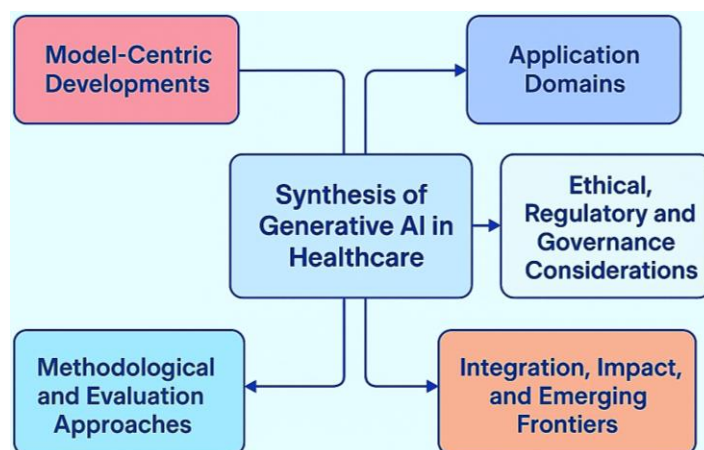 Model-Centric
Developments
Application
Domains
Synthesis of
Generative AI in
Healthcare
Ethical,
Regulatory and
Governance
Considerations
Methodological
and Evaluation
Approaches
Integration, Impact,
and Emerging
Frontiers